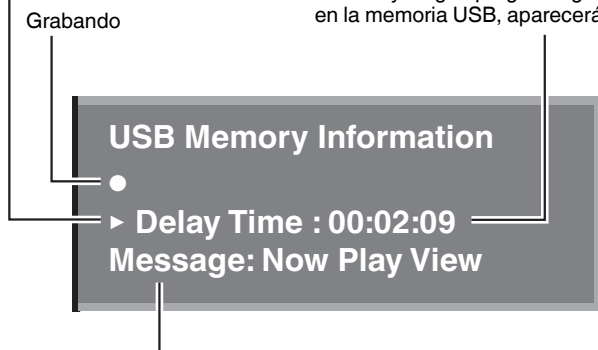 Grabando
en la memoria USB, aparecerá
USB Memory Information
●
► Delay Time : 00:02:09
Message: Now Play View